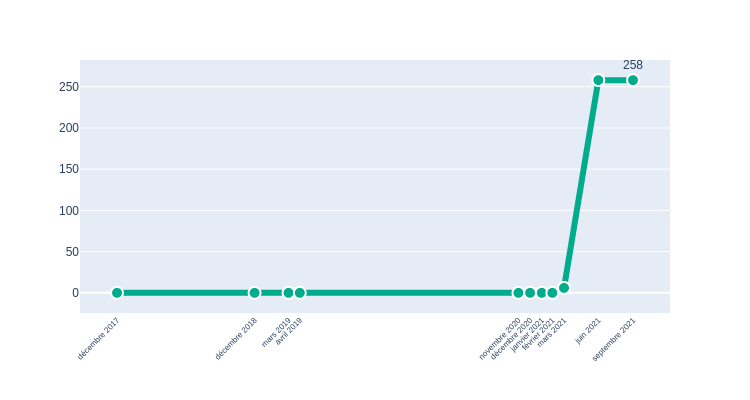 258
250
200
150
100
50
0
décembre 2017
décembre 2018
mars 2019
avril 2019
novembre 2020
décembre 2020
janvier 2021
février 2021
mars 2021
juin 2021
septembre 2021